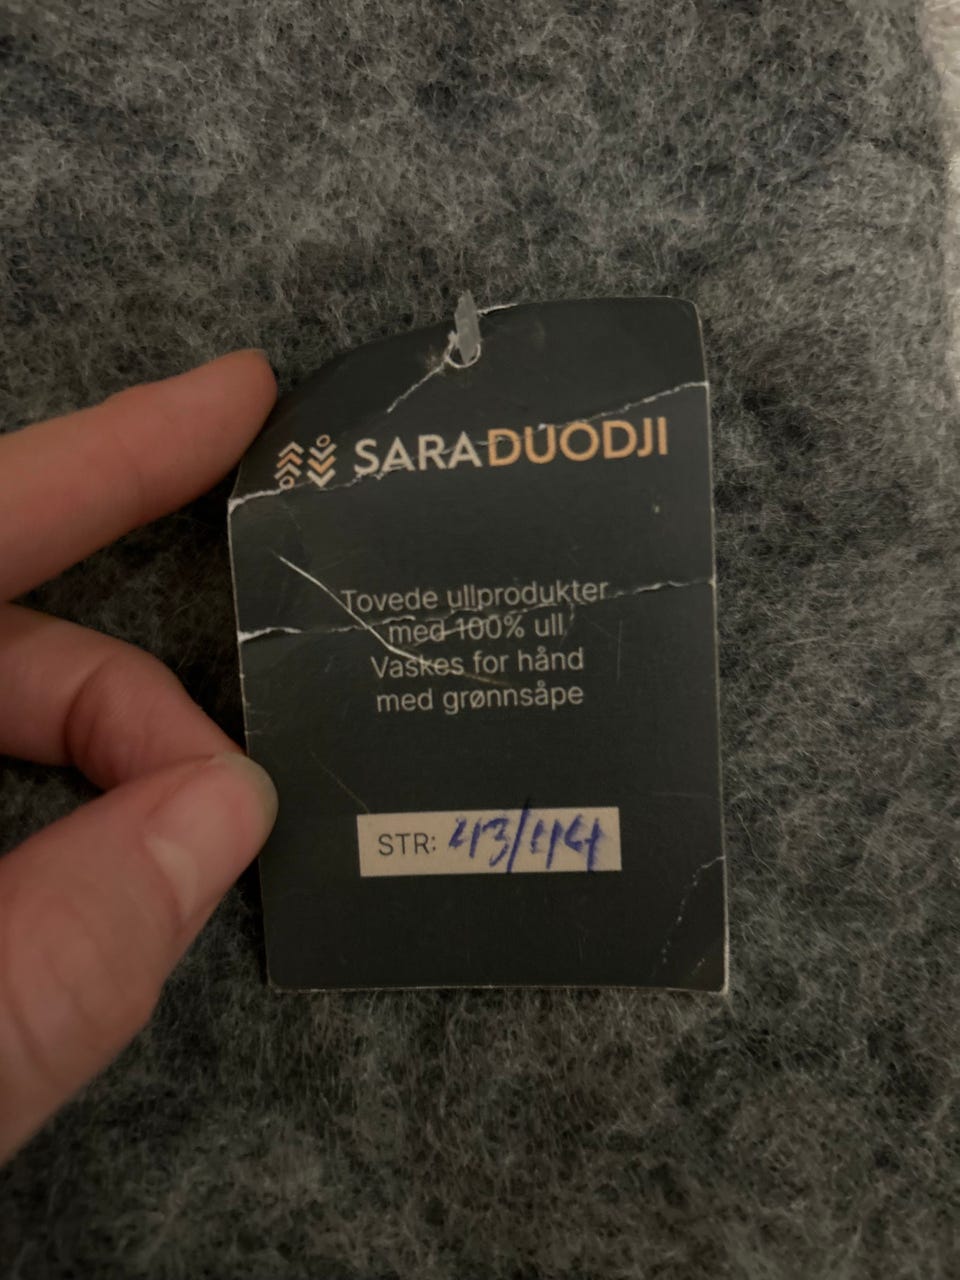 SARADUODJI
Tovede ullprodukter
med 100% ull
Vaskes for hånd
med grønnsåpe
STR: 43/44